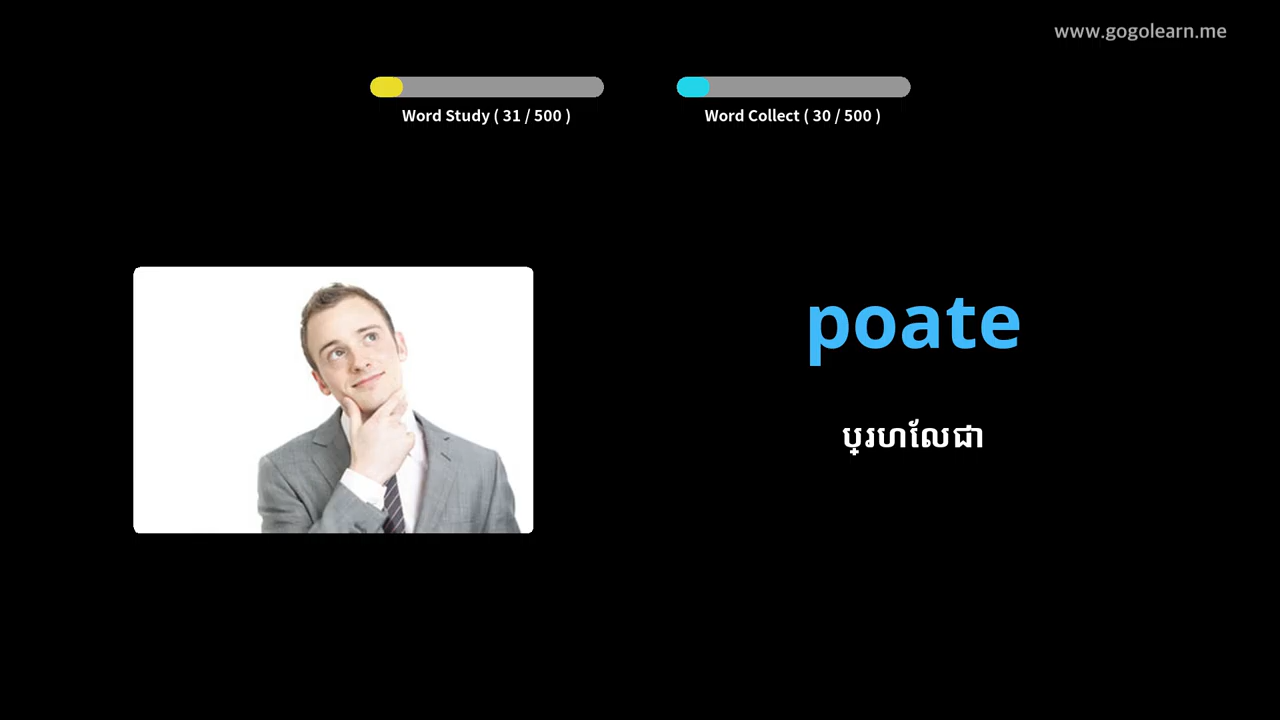 www.gogolearn.me
Word Study ( 31 / 500 )
Word Collect ( 30 / 500 )
poate
ប្រហលែជា